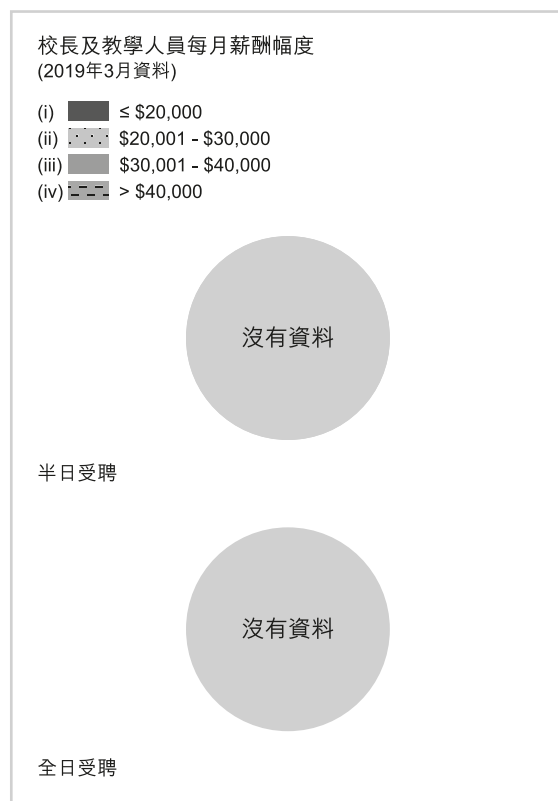 校長及教學人員每月薪酬幅度
(2019年3月資料)
(i) ≤ $20,000
(ii) $20,001 - $30,000
(iii) $30,001 - $40,000
(iv) > $40,000
沒有資料
半日受聘
沒有資料
全日受聘